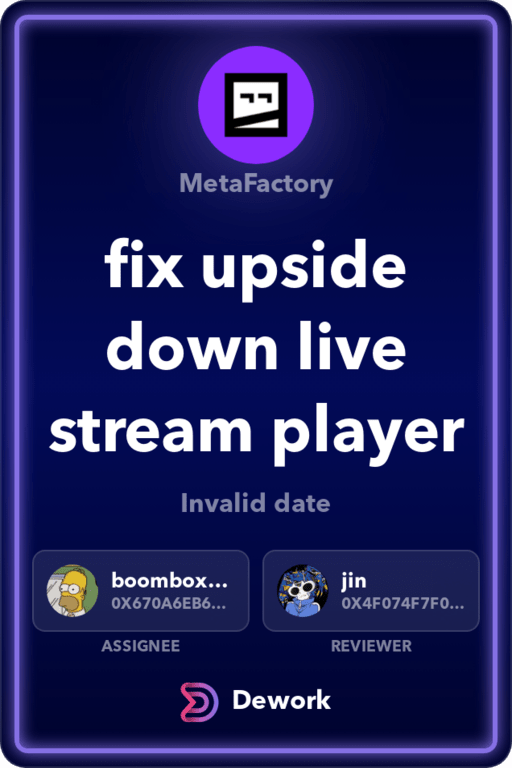 MetaFactory
fix upside
down live
stream player
Invalid date
boombox...
0X670A6EB6...
ASSIGNEE
jin
0X4F074F7F0...
REVIEWER
Dework